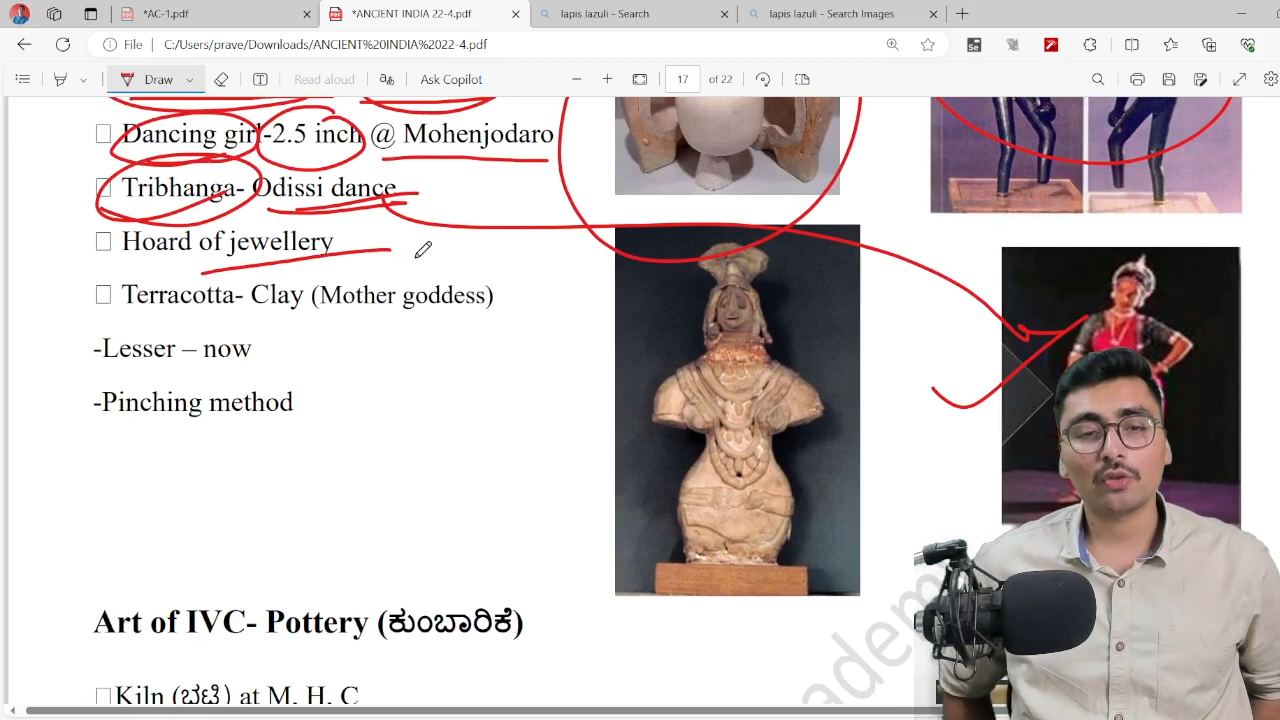 *AC-1.pdf
*ANCIENT INDIA 22-4.pdf
lapis lazuli - Search
lapis lazuli - Search Images
File
C:/Users/prave/Downloads/ANCIENT%20INDIA%2022-4.pdf
Draw
Read aloud
Ask Copilot
17 of 22
Dancing girl-2.5 inch @ Mohenjodaro
Tribhanga- Odissi dance
Hoard of jewellery
Terracotta- Clay (Mother goddess)
-Lesser – now
-Pinching method
Art of IVC- Pottery (ಕುಂಬಾರಿಕೆ)
Kiln (ಭಟಿ) at M, H, C